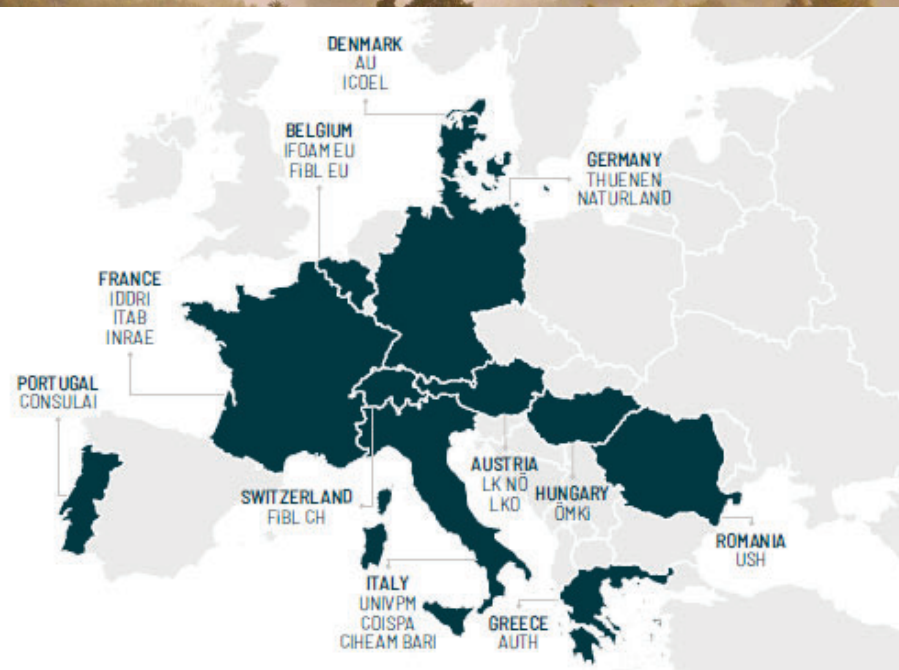 DENMARK
AU
ICOEL
BELGIUM
IFOAM EU
FiBL EU
GERMANY
THUENEN
NATURLAND
FRANCE
IDDRI
ITAB
INRAE
PORTUGAL
CONSULAI
SWITZERLAND
FiBL CH
AUSTRIA
LK NÖ
LKO
HUNGARY
ÖMKi
ROMANIA
USH
ITALY
UNIVPM
COISPA
CIHEAM BARI
GREECE
AUTH